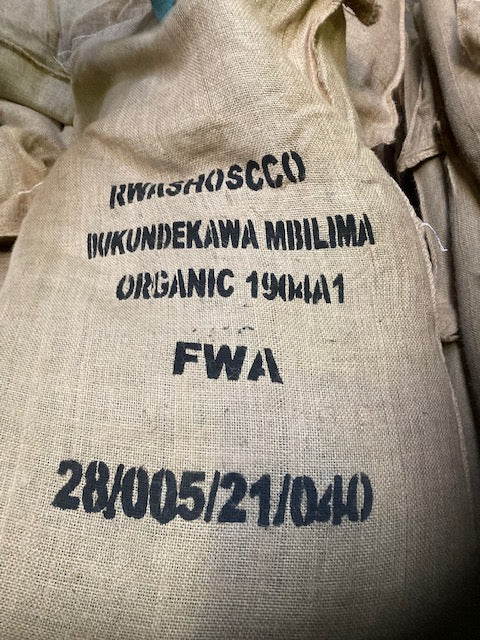 RWASHOSCCO
DUKUNDEKAWA MBILIMA
ORGANIC 1904A1
FWA
28/005/21/040